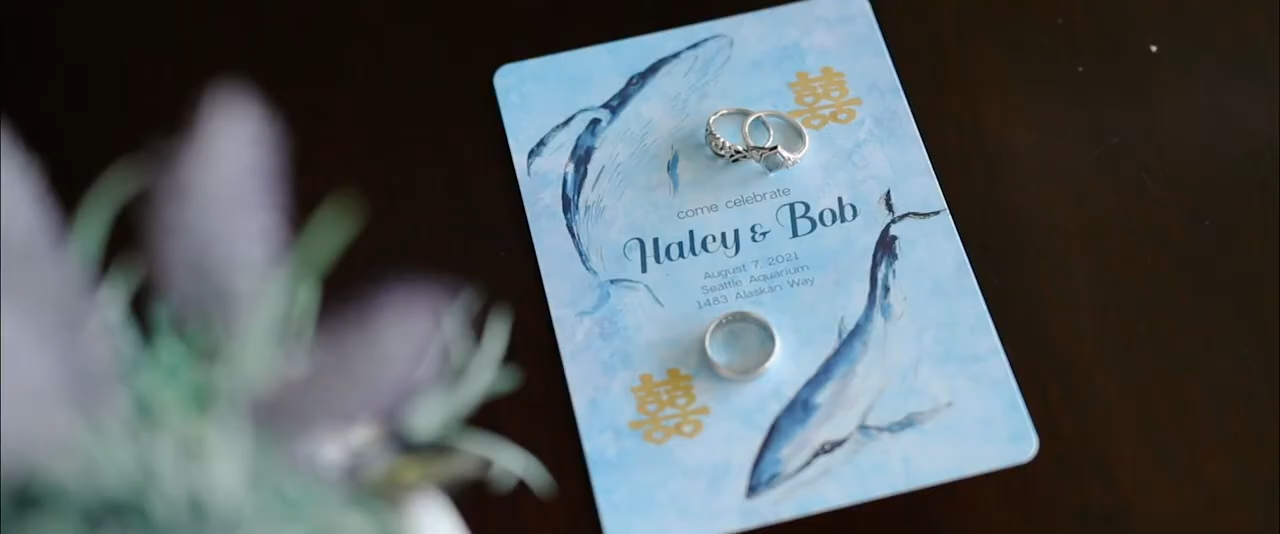 囍
come celebrate
Haley & Bob
August 7, 2021
Seattle Aquarium
1483 Alaskan Way
囍